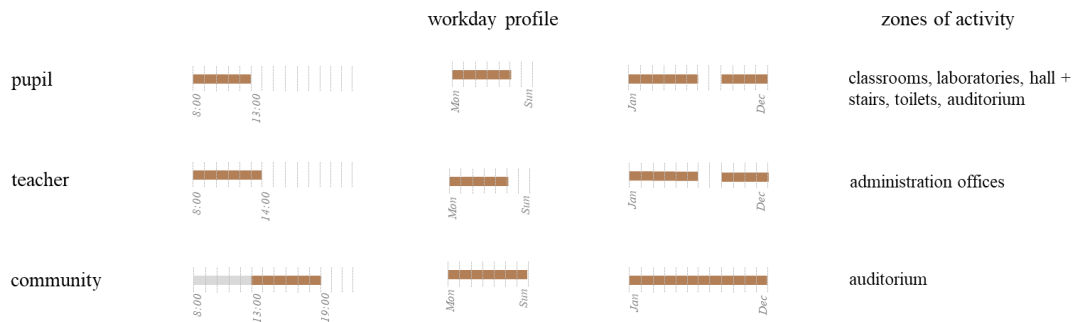 workday profile
zones of activity
pupil
8:00
13:00
Mon
Sun
Jan
Dec
classrooms, laboratories, hall +
stairs, toilets, auditorium
teacher
8:00
14:00
Mon
Sun
Jan
Dec
administration offices
community
8:00
13:00
19:00
Mon
Sun
Jan
Dec
auditorium